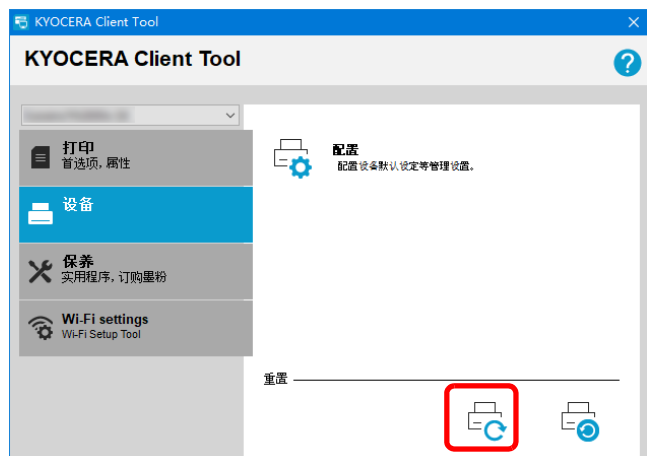 KYOCERA Client Tool
KYOCERA Client Tool
打印
首选项, 属性
设备
保养
实用程序, 订购墨粉
Wi-Fi settings
Wi-Fi Setup Tool
配置
配置设备默认设定等管理设置。
重置